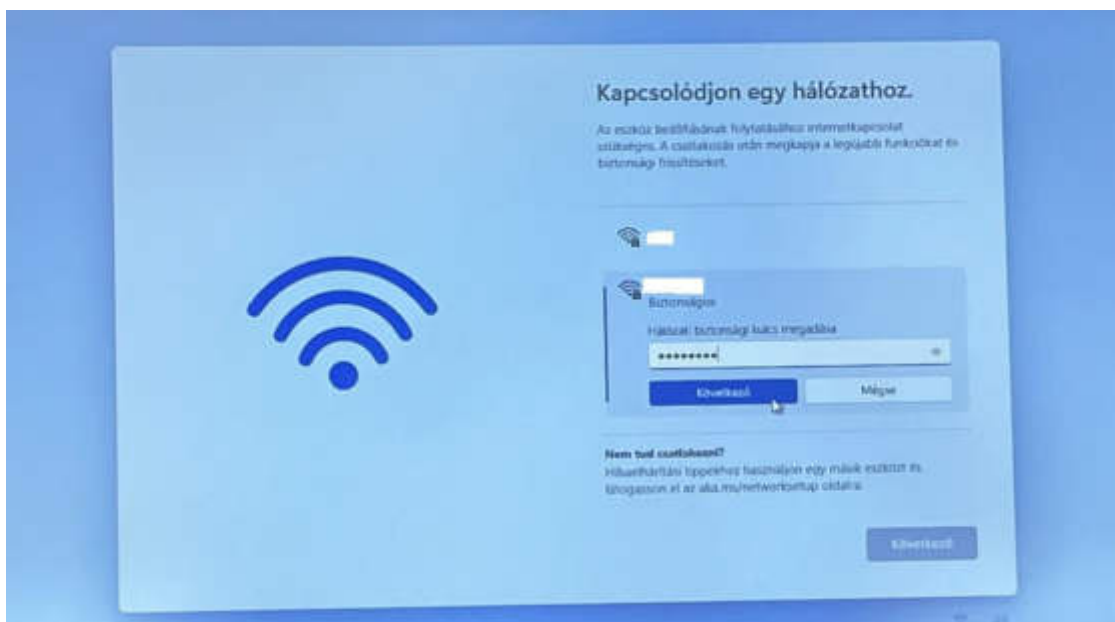 Kapcsolódjon egy hálózathoz.
Az eszköz beállításának folytatásához internetkapcsolat
szükséges. A csatlakozás után megkapja a legújabb funkciókat és
biztonsági frissítéseket.
Biztonságos
Hálózati biztonsági kulcs megadása
Következő
Mégse
Nem tud csatlakozni?
Hibaelhárítási tippekhez használjon egy másik eszközt és
látogasson el az aka.ms/networksetup oldalra.
Következő